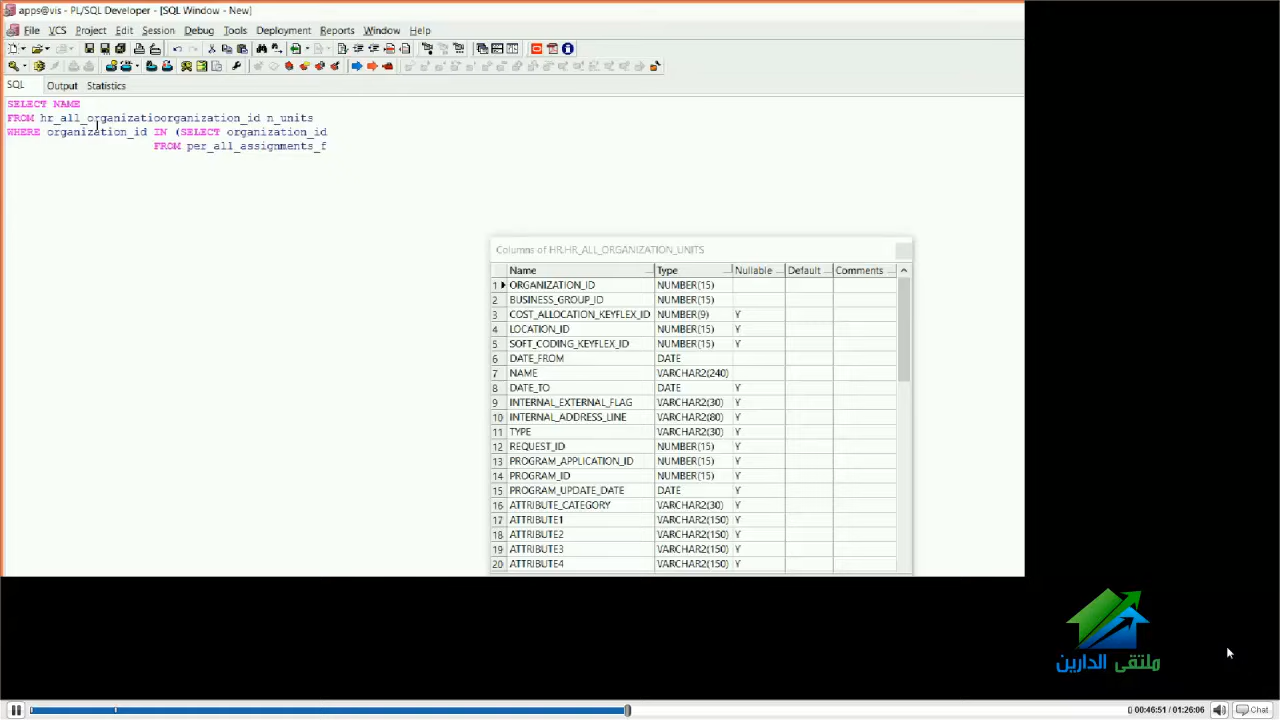 apps@vis - PL/SQL Developer - [SQL Window - New]
File VCS Project Edit Session Debug Tools Deployment Reports Window Help
SQL Output Statistics
SELECT NAME
FROM hr_all_organizatioorganization_id n_units
WHERE organization_id IN (SELECT organization_id
FROM per_all_assignments_f
Columns of HR.HR_ALL_ORGANIZATION_UNITS
Name Type Nullable Default Comments
1 ORGANIZATION_ID NUMBER(15)
2 BUSINESS_GROUP_ID NUMBER(15)
3 COST_ALLOCATION_KEYFLEX_ID NUMBER(9) Y
4 LOCATION_ID NUMBER(15) Y
5 SOFT_CODING_KEYFLEX_ID NUMBER(15) Y
6 DATE_FROM DATE
7 NAME VARCHAR2(240)
8 DATE_TO DATE Y
9 INTERNAL_EXTERNAL_FLAG VARCHAR2(30) Y
10 INTERNAL_ADDRESS_LINE VARCHAR2(80) Y
11 TYPE VARCHAR2(30) Y
12 REQUEST_ID NUMBER(15) Y
13 PROGRAM_APPLICATION_ID NUMBER(15) Y
14 PROGRAM_ID NUMBER(15) Y
15 PROGRAM_UPDATE_DATE DATE Y
16 ATTRIBUTE_CATEGORY VARCHAR2(30) Y
17 ATTRIBUTE1 VARCHAR2(150) Y
18 ATTRIBUTE2 VARCHAR2(150) Y
19 ATTRIBUTE3 VARCHAR2(150) Y
20 ATTRIBUTE4 VARCHAR2(150) Y
ملتقى الدارين
00:46:51 / 01:26:06 Chat